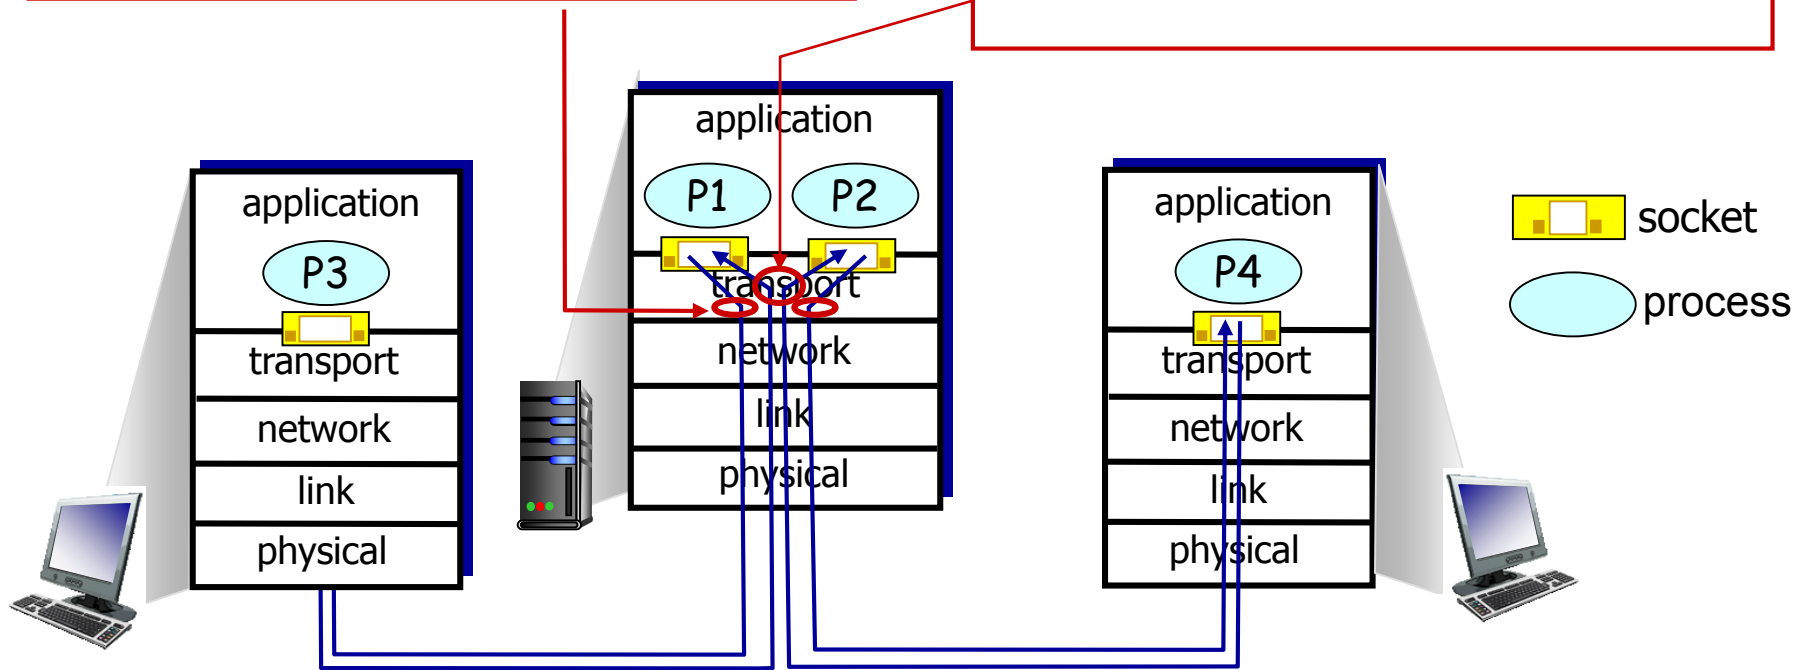 application
P3
transport
network
link
physical
application
P1
P2
transport
network
link
physical
application
P4
transport
network
link
physical
socket
process